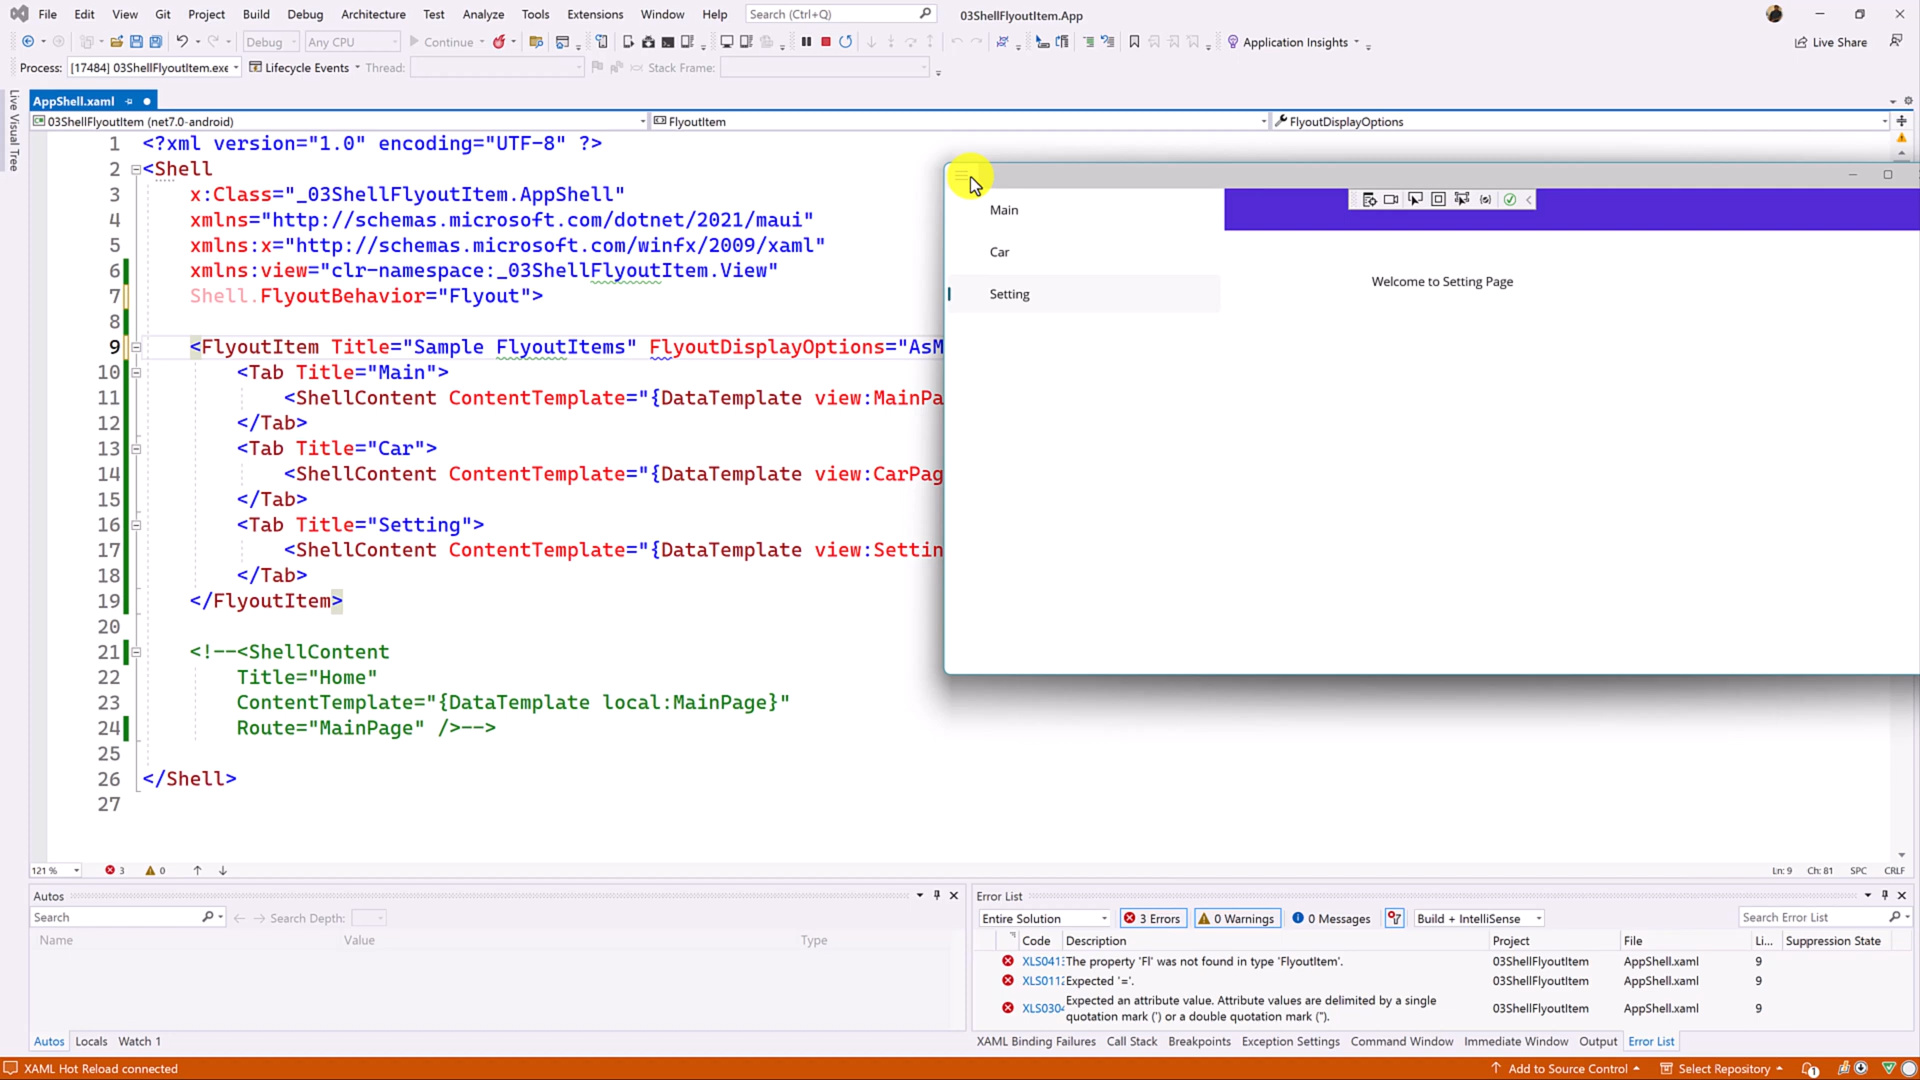 File Edit View Git Project Build Debug Architecture Test Analyze Tools Extensions Window Help Search (Ctrl+Q) 03ShellFlyoutItem.App
Debug Any CPU Continue Application Insights Live Share
Process: [17484] 03ShellFlyoutItem.exe Lifecycle Events Thread: Stack Frame:
Live Visual Tree
AppShell.xaml
03ShellFlyoutItem (net7.0-android) FlyoutItem FlyoutDisplayOptions
1 <?xml version="1.0" encoding="UTF-8" ?>
2 <Shell
3 x:Class="_03ShellFlyoutItem.AppShell"
4 xmlns="http://schemas.microsoft.com/dotnet/2021/maui"
5 xmlns:x="http://schemas.microsoft.com/winfx/2009/xaml"
6 xmlns:view="clr-namespace:_03ShellFlyoutItem.View"
7 Shell.FlyoutBehavior="Flyout">
8
9 <FlyoutItem Title="Sample FlyoutItems" FlyoutDisplayOptions="AsM
10 <Tab Title="Main">
11 <ShellContent ContentTemplate="{DataTemplate view:MainPa
12 </Tab>
13 <Tab Title="Car">
14 <ShellContent ContentTemplate="{DataTemplate view:CarPag
15 </Tab>
16 <Tab Title="Setting">
17 <ShellContent ContentTemplate="{DataTemplate view:Settin
18 </Tab>
19 </FlyoutItem>
20
21 <!--<ShellContent
22 Title="Home"
23 ContentTemplate="{DataTemplate local:MainPage}"
24 Route="MainPage" />-->
25
26 </Shell>
27
Main
Car
Setting
Welcome to Setting Page
121 % 3 0 Ln: 9 Ch: 81 SPC CRLF
Autos
Search Search Depth:
Name Value Type
Autos Locals Watch 1
Error List
Entire Solution 3 Errors 0 Warnings 0 Messages Build + IntelliSense Search Error List
Code Description Project File Li... Suppression State
XLS041 The property 'Fl' was not found in type 'FlyoutItem'. 03ShellFlyoutItem AppShell.xaml 9
XLS011 Expected '='. 03ShellFlyoutItem AppShell.xaml 9
XLS030 Expected an attribute value. Attribute values are delimited by a single 03ShellFlyoutItem AppShell.xaml 9
quotation mark (') or a double quotation mark (").
XAML Binding Failures Call Stack Breakpoints Exception Settings Command Window Immediate Window Output Error List
XAML Hot Reload connected Add to Source Control Select Repository 1